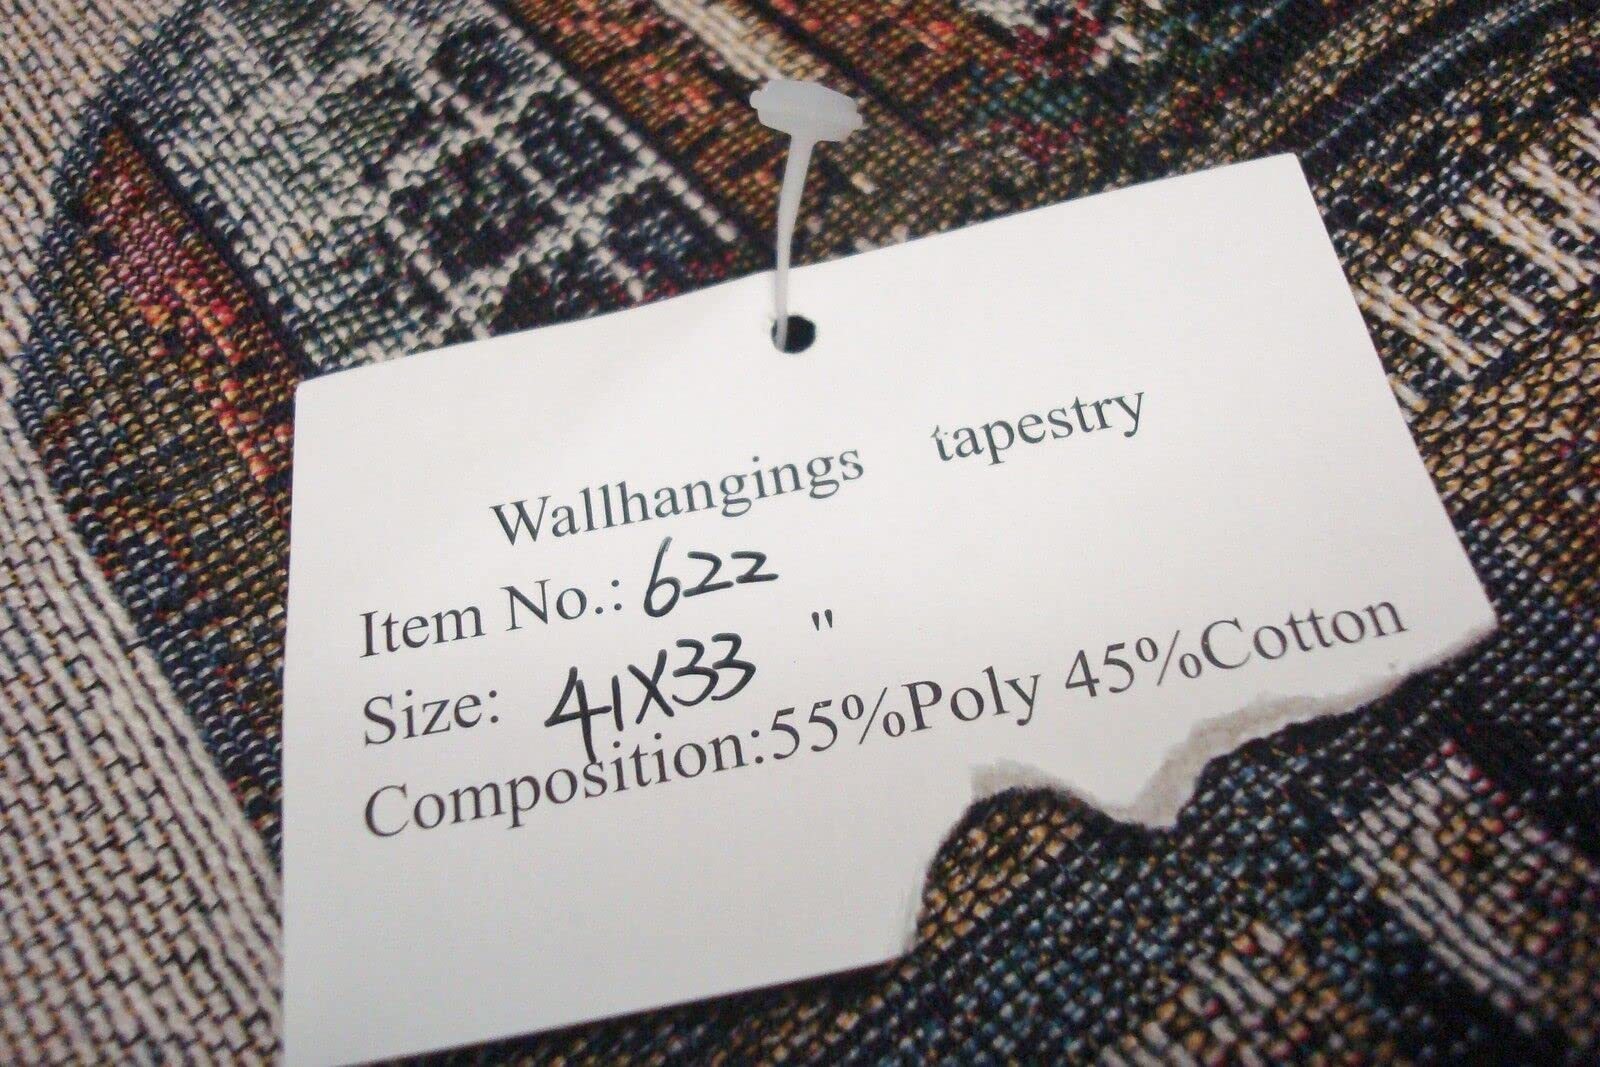 Wallhangings tapestry
Item No.: 622
Size: 41X33 "
Composition:55%Poly 45%Cotton